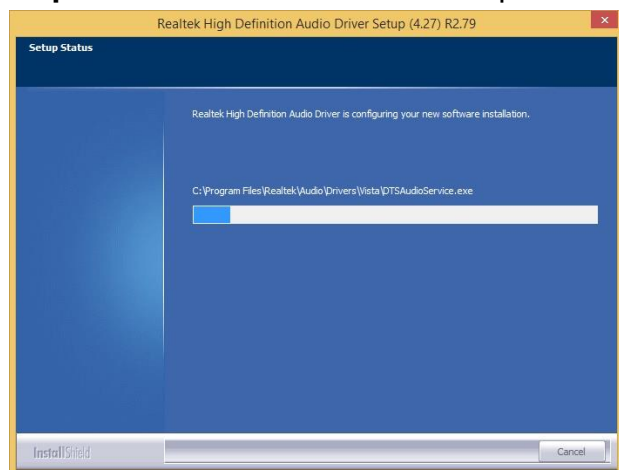 Realtek High Definition Audio Driver Setup (4.27) R2.79
Setup Status
Realtek High Definition Audio Driver is configuring your new software installation.
C:\Program Files\Realtek\Audio\Drivers\Vista\DTSAudioService.exe
InstallShield
Cancel